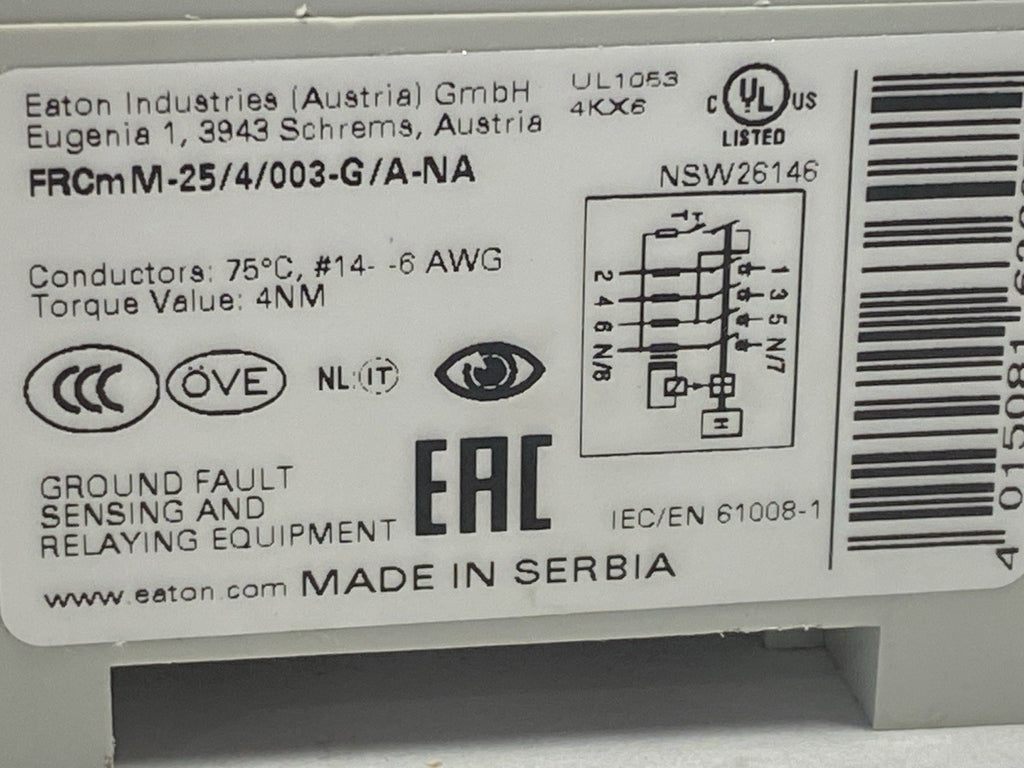 Eaton Industries (Austria) GmbH
Eugenia 1, 3943 Schrems, Austria
FRCmM-25/4/003-G/A-NA
UL1053
4KX6
C UL US
LISTED
NSW26146
Conductors: 75°C, #14- -6 AWG
Torque Value: 4NM
CCC
ÖVE
NL:IT
T
2 4 6 N/8
1 3 5 N/7
H
GROUND FAULT
SENSING AND
RELAYING EQUIPMENT
EAC
IEC/EN 61008-1
www.eaton.com MADE IN SERBIA
4 015081